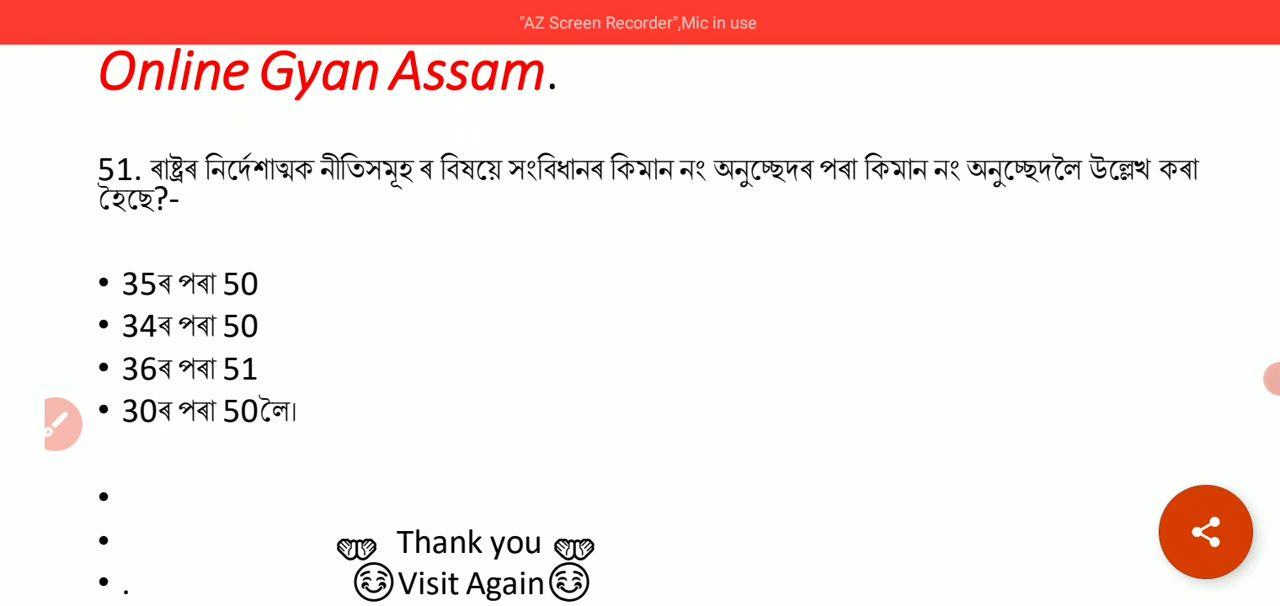 "AZ Screen Recorder",Mic in use
Online Gyan Assam.
51. ৰাষ্ট্ৰৰ নিৰ্দেশাত্মক নীতিসমূহ ৰ বিষয়ে সংবিধানৰ কিমান নং অনুচ্ছেদৰ পৰা কিমান নং অনুচ্ছেদলৈ উল্লেখ কৰা
হৈছে?-
• 35ৰ পৰা 50
• 34ৰ পৰা 50
• 36ৰ পৰা 51
• 30ৰ পৰা 50লৈ।
•
• Thank you
• . Visit Again